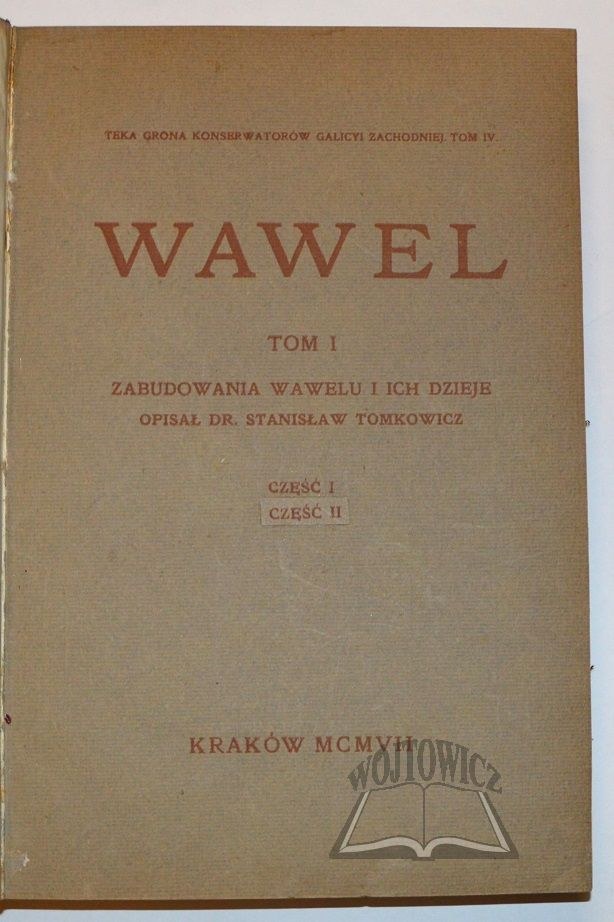 TEKA GRONA KONSERWATORÓW GALICYI ZACHODNIEJ. TOM IV.
WAWEL
TOM I
ZABUDOWANIA WAWELU I ICH DZIEJE
OPISAŁ DR. STANISŁAW TOMKOWICZ
CZĘŚĆ I
CZĘŚĆ II
KRAKÓW MCMVII
WÓJTOWICZ